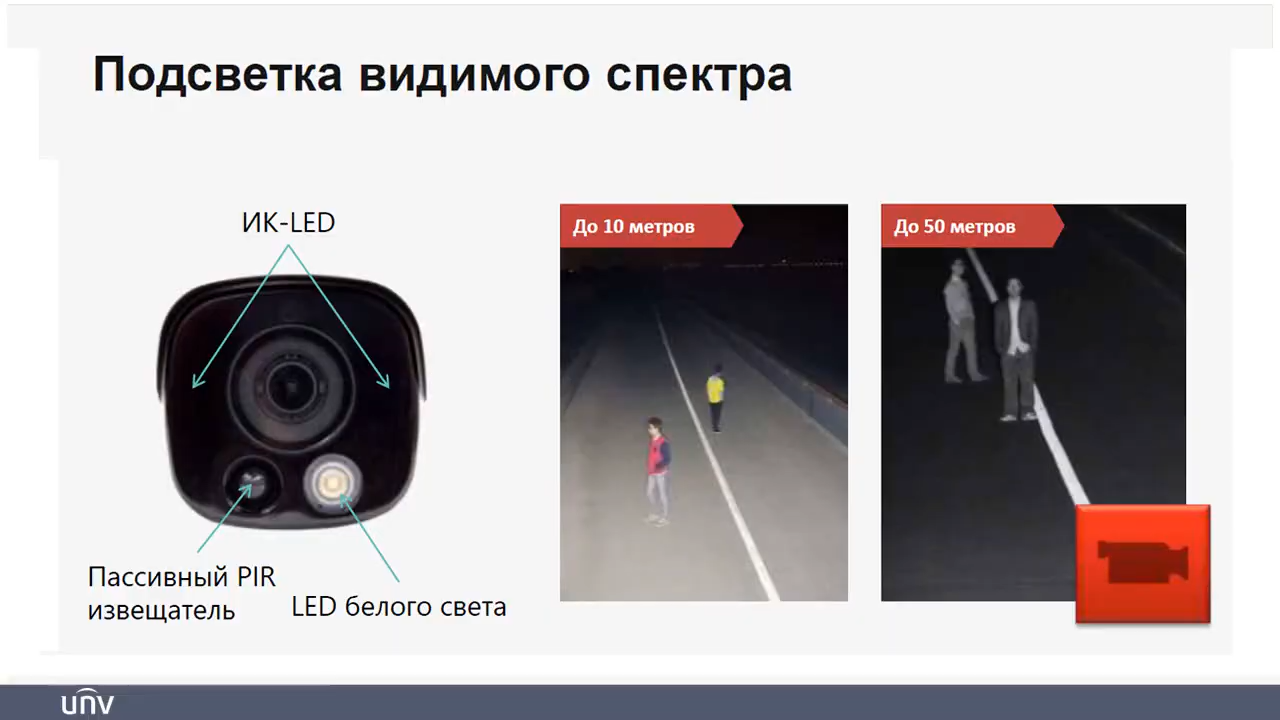 Подсветка видимого спектра
ИК-LED
До 10 метров
До 50 метров
Пассивный PIR
извещатель
LED белого света
unv